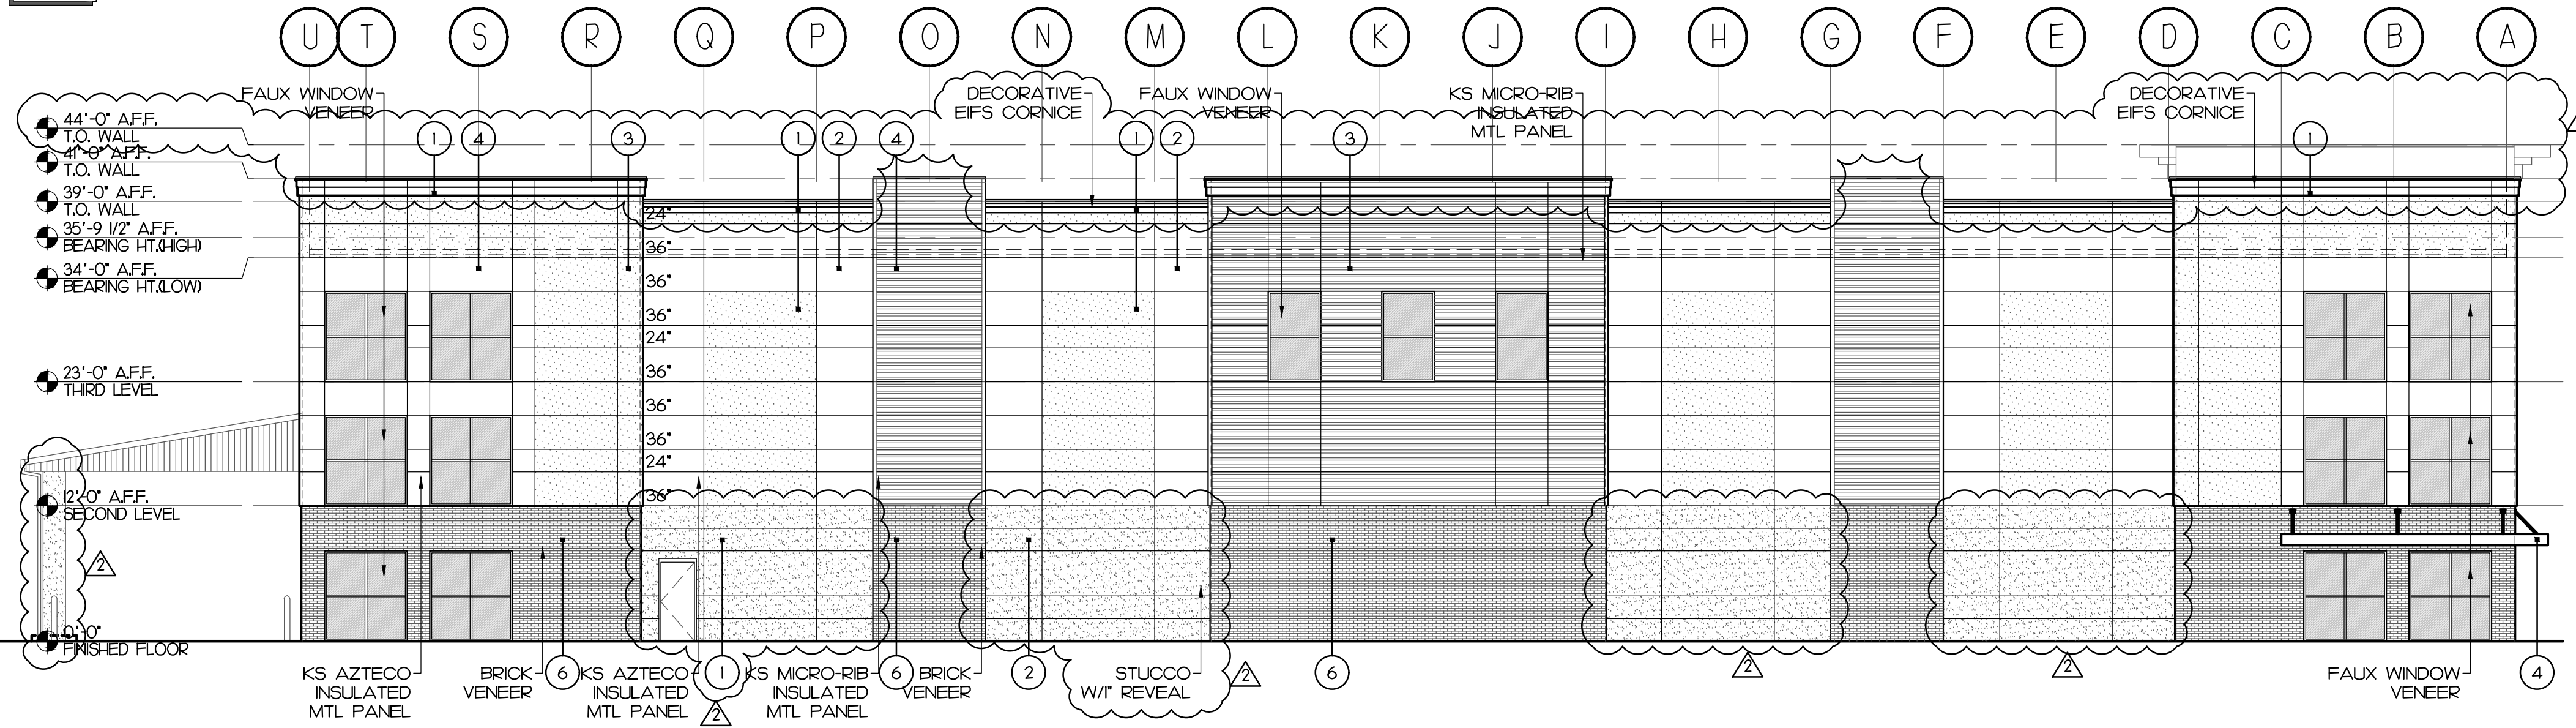 U T S R Q P O N M L K J I H G F E D C B A
FAUX WINDOW
VENEER
DECORATIVE
EIFS CORNICE
FAUX WINDOW
VENEER
KS MICRO-RIB
INSULATED
MTL PANEL
DECORATIVE
EIFS CORNICE
44'-0" A.F.F.
T.O. WALL
41'-0" A.F.F.
T.O. WALL
39'-0" A.F.F.
T.O. WALL
35'-9 1/2" A.F.F.
BEARING HT.(HIGH)
34'-0" A.F.F.
BEARING HT.(LOW)
23'-0" A.F.F.
THIRD LEVEL
12'-0" A.F.F.
SECOND LEVEL
0'-0"
FINISHED FLOOR
1 4 3 1 2 4 1 2 3 1
24"
36"
36"
36"
24"
36"
36"
36"
24"
36"
2
KS AZTECO
INSULATED
MTL PANEL
BRICK
VENEER
6
KS AZTECO
INSULATED
MTL PANEL
1
2
KS MICRO-RIB
INSULATED
MTL PANEL
6
BRICK
VENEER
2
STUCCO
W/1" REVEAL
2
6
2
2
FAUX WINDOW
VENEER
4